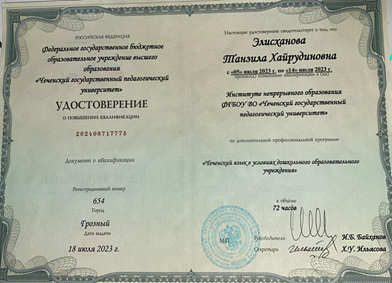 РОССИЙСКАЯ ФЕДЕРАЦИЯ
Федеральное государственное бюджетное
образовательное учреждение высшего
образования
«Чеченский государственный педагогический
университет»
УДОСТОВЕРЕНИЕ
О ПОВЫШЕНИИ КВАЛИФИКАЦИИ
202408717775
Документ о квалификации
Регистрационный номер
654
Город
Грозный
Дата выдачи
18 июля 2023 г.
Настоящее удостоверение свидетельствует о том, что
Элисханова
Танзила Хайрудиновна
с «05» июля 2023 г. по «14» июля 2023 г.
Институте непрерывного образования
ФГБОУ ВО «Чеченский государственный
педагогический университет»
по дополнительной профессиональной программе
«Чеченский язык в условиях дошкольного образовательного
учреждения»
в объёме
72 часов
М.П.
Руководитель И.Б. Байханов
Секретарь Х.У. Ильясова